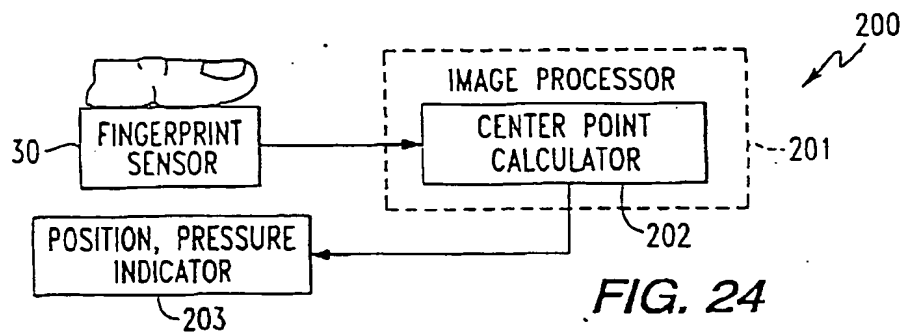 200
IMAGE PROCESSOR
FINGERPRINT
SENSOR
30
CENTER POINT
CALCULATOR
201
202
POSITION, PRESSURE
INDICATOR
203
FIG. 24